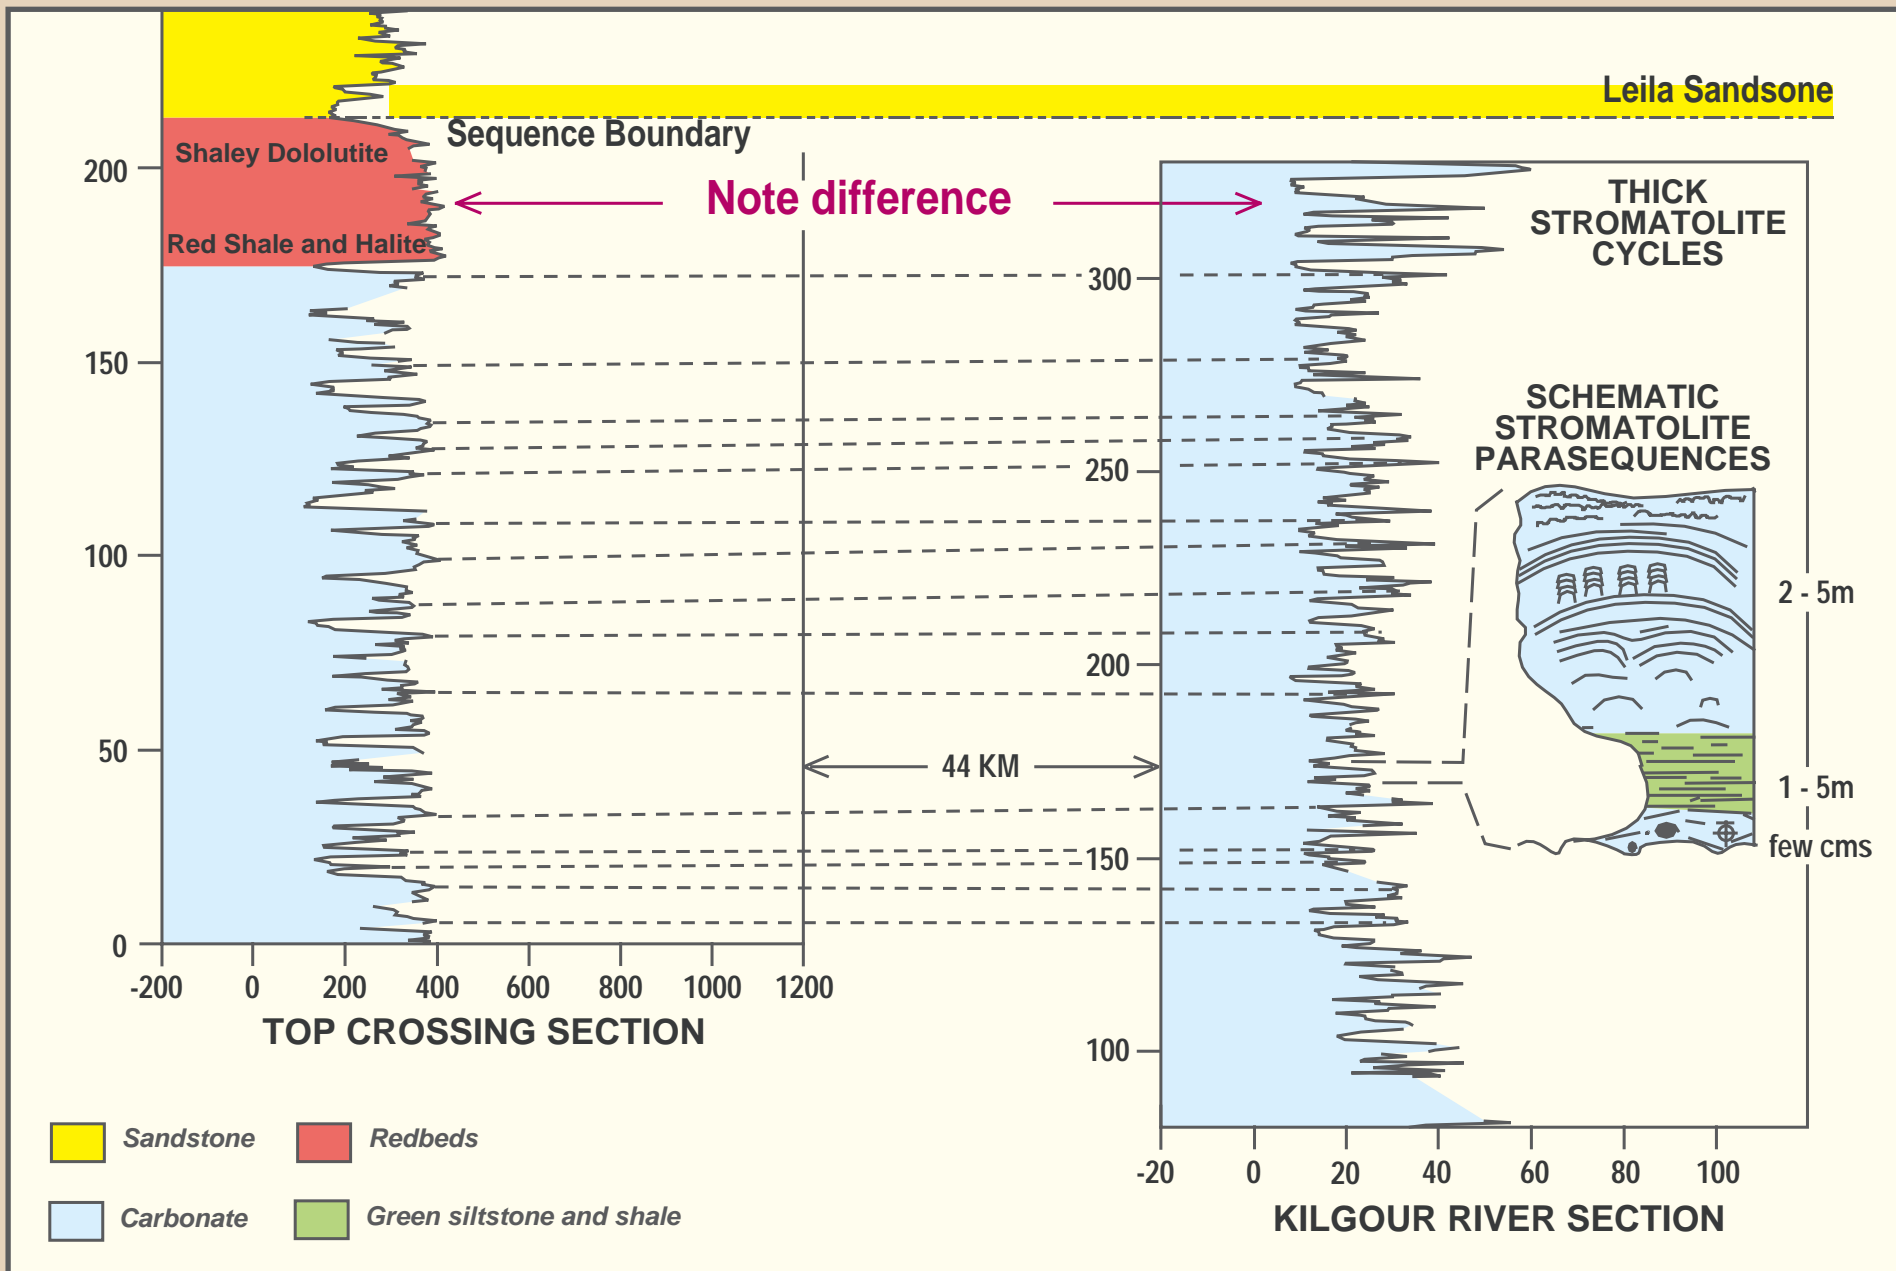 Leila Sandsone
Sequence Boundary
Shaley Dololutite
Note difference
Red Shale and Halite
200
150
100
50
0
-200 0 200 400 600 800 1000 1200
TOP CROSSING SECTION
44 KM
300
250
200
150
100
-20 0 20 40 60 80 100
KILGOUR RIVER SECTION
THICK
STROMATOLITE
CYCLES
SCHEMATIC
STROMATOLITE
PARASEQUENCES
2 - 5m
1 - 5m
few cms
Sandstone
Redbeds
Carbonate
Green siltstone and shale